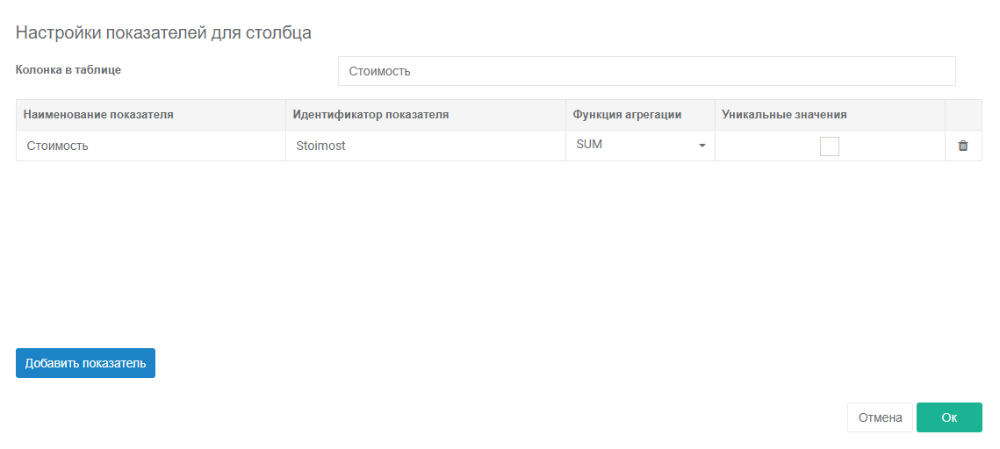 Настройки показателей для столбца
Колонка в таблице Стоимость
Наименование показателя Идентификатор показателя Функция агрегации Уникальные значения
Стоимость Stoimost SUM
Добавить показатель
Отмена Ок